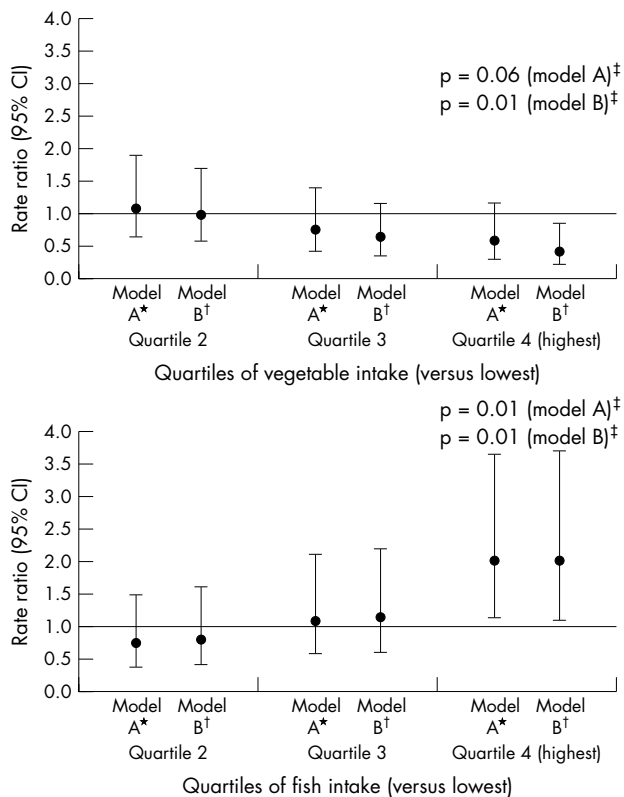 4.0
3.5
3.0
2.5
2.0
1.5
1.0
0.5
0.0
Rate ratio (95% CI)
p = 0.06 (model A)‡
p = 0.01 (model B)‡
Model A★ Model B† Model A★ Model B† Model A★ Model B†
Quartile 2 Quartile 3 Quartile 4 (highest)
Quartiles of vegetable intake (versus lowest)
p = 0.01 (model A)‡
p = 0.01 (model B)‡
4.0
3.5
3.0
2.5
2.0
1.5
1.0
0.5
0.0
Rate ratio (95% CI)
Model A★ Model B† Model A★ Model B† Model A★ Model B†
Quartile 2 Quartile 3 Quartile 4 (highest)
Quartiles of fish intake (versus lowest)